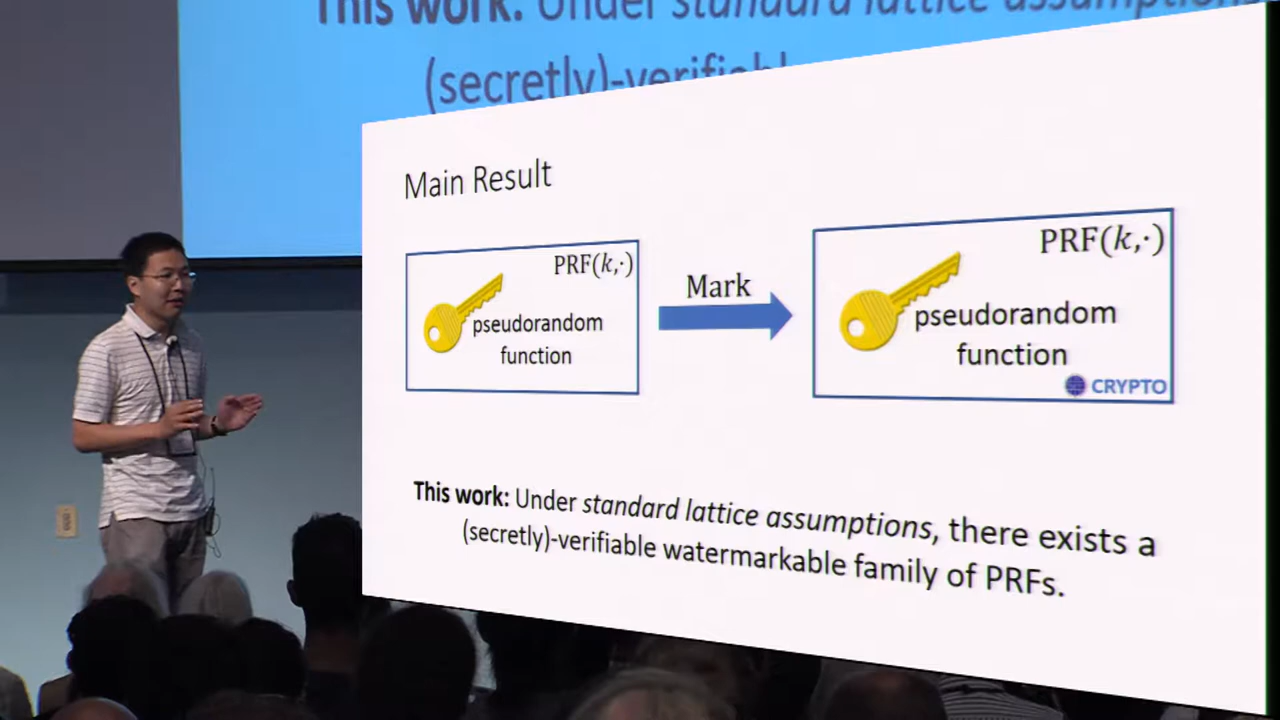 This work: Under standard lattice assumptions
(secretly)-verifiabl
Main Result
PRF(k,·)
pseudorandom
function
Mark
PRF(k,·)
pseudorandom
function
CRYPTO
This work: Under standard lattice assumptions, there exists a
(secretly)-verifiable watermarkable family of PRFs.